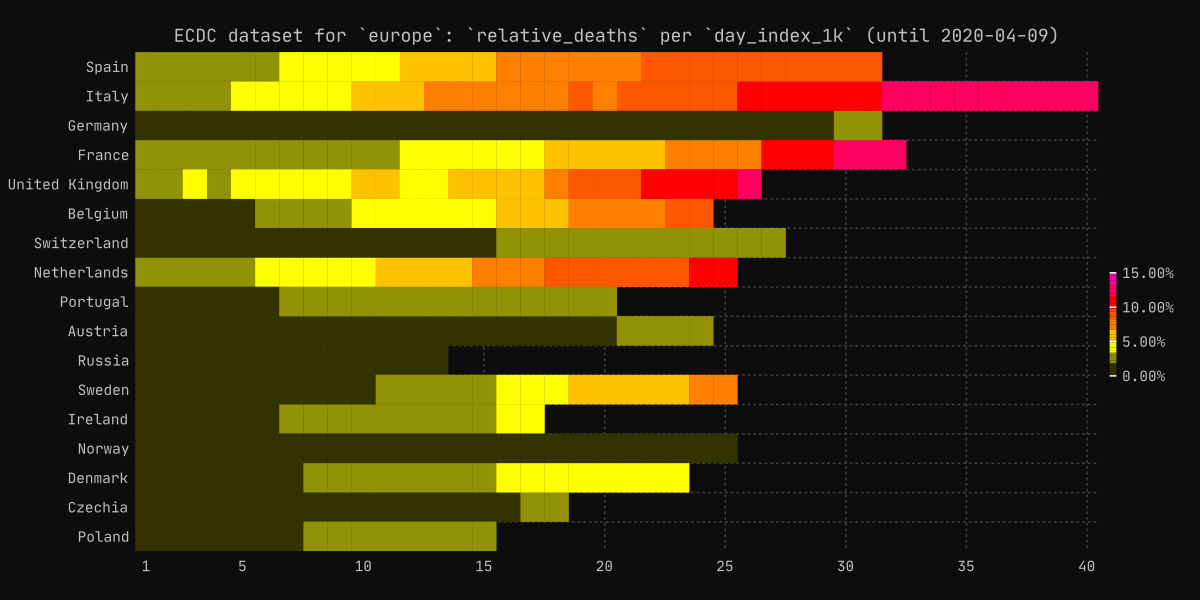 ECDC dataset for `europe`: `relative_deaths` per `day_index_1k` (until 2020-04-09)
Spain
Italy
Germany
France
United Kingdom
Belgium
Switzerland
Netherlands
Portugal
Austria
Russia
Sweden
Ireland
Norway
Denmark
Czechia
Poland
15.00%
10.00%
5.00%
0.00%
1 5 10 15 20 25 30 35 40